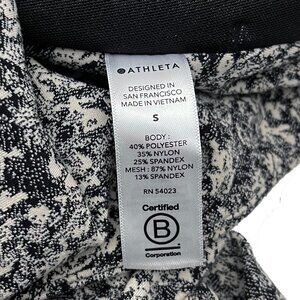 ATHLETA
DESIGNED IN
SAN FRANCISCO
MADE IN VIETNAM
S
BODY:
40% POLYESTER
35% NYLON
25% SPANDEX
MESH: 87% NYLON
13% SPANDEX
RN 54023
Certified
B
Corporation